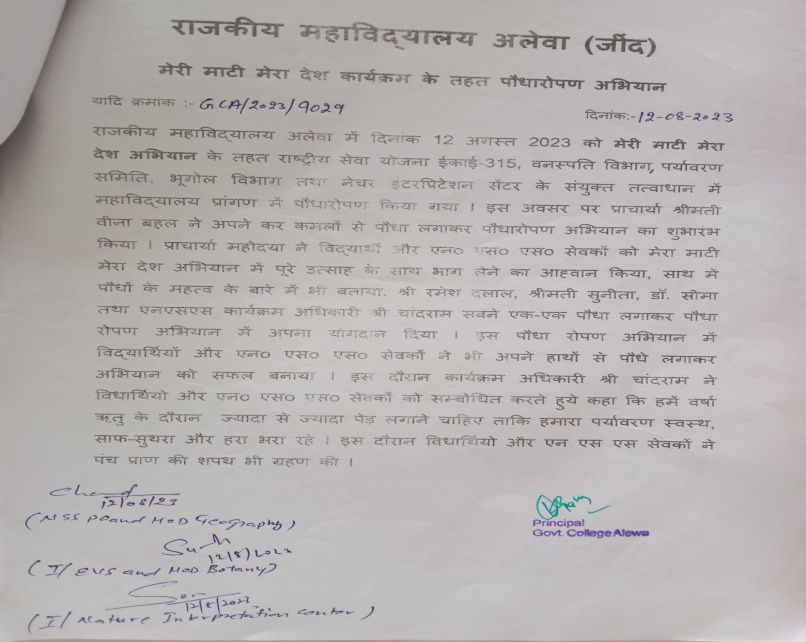 राजकीय महाविद्यालय अलेवा (जींद)
मेरी माटी मेरा देश कार्यक्रम के तहत पौधारोपण अभियान
यादि क्रमांक :- GCA/2023/9029
दिनांक:-12-08-2023
राजकीय महाविद्यालय अलेवा में दिनांक 12 अगस्त 2023 को मेरी माटी मेरा
देश अभियान के तहत राष्ट्रीय सेवा योजना ईकाई-315, वनस्पति विभाग, पर्यावरण
समिति, भूगोल विभाग तथा नेचर इंटरप्रिटेशन सेंटर के संयुक्त तत्वाधान में
महाविद्यालय प्रांगण में पौधारोपण किया गया । इस अवसर पर प्राचार्या श्रीमती
वीना बहल ने अपने कर कमलों से पौधा लगाकर पौधारोपण अभियान का शुभारंभ
किया । प्राचार्या महोदया ने विद्यार्थी और एन० एस० एस० सेवकों को मेरा माटी
मेरा देश अभियान में पूरे उत्साह के साथ भाग लेने का आहवान किया, साथ में
पौधों के महत्व के बारे में भी बताया. श्री रमेश दलाल, श्रीमती सुनीता, डॉ. सीमा
तथा एनएसएस कार्यक्रम अधिकारी श्री चांदराम सबने एक-एक पौधा लगाकर पौधा
रोपण अभियान में अपना योगदान दिया । इस पौधा रोपण अभियान में
विद्यार्थियों और एन० एस० एस० सेवकों ने भी अपने हाथों से पौधे लगाकर
अभियान को सफल बनाया । इस दौरान कार्यक्रम अधिकारी श्री चांदराम ने
विधार्थियो और एन० एस० एस० सेवकों को सम्बोधित करते हुये कहा कि हमें वर्षा
ऋतु के दौरान ज्यादा से ज्यादा पेड़ लगाने चाहिए ताकि हमारा पर्यावरण स्वस्थ,
साफ-सुथरा और हरा भरा रहे । इस दौरान विधार्थियो और एन एस एस सेवकों ने
पंच प्राण की शपथ भी ग्रहण की ।
12/08/23
(NSS PO and HOD Geography)
12/8/2023
(I/ EVS and HOD Botany)
12/8/2023
(I/ Nature Intrpretation center)
Principal
Govt. College Alewa